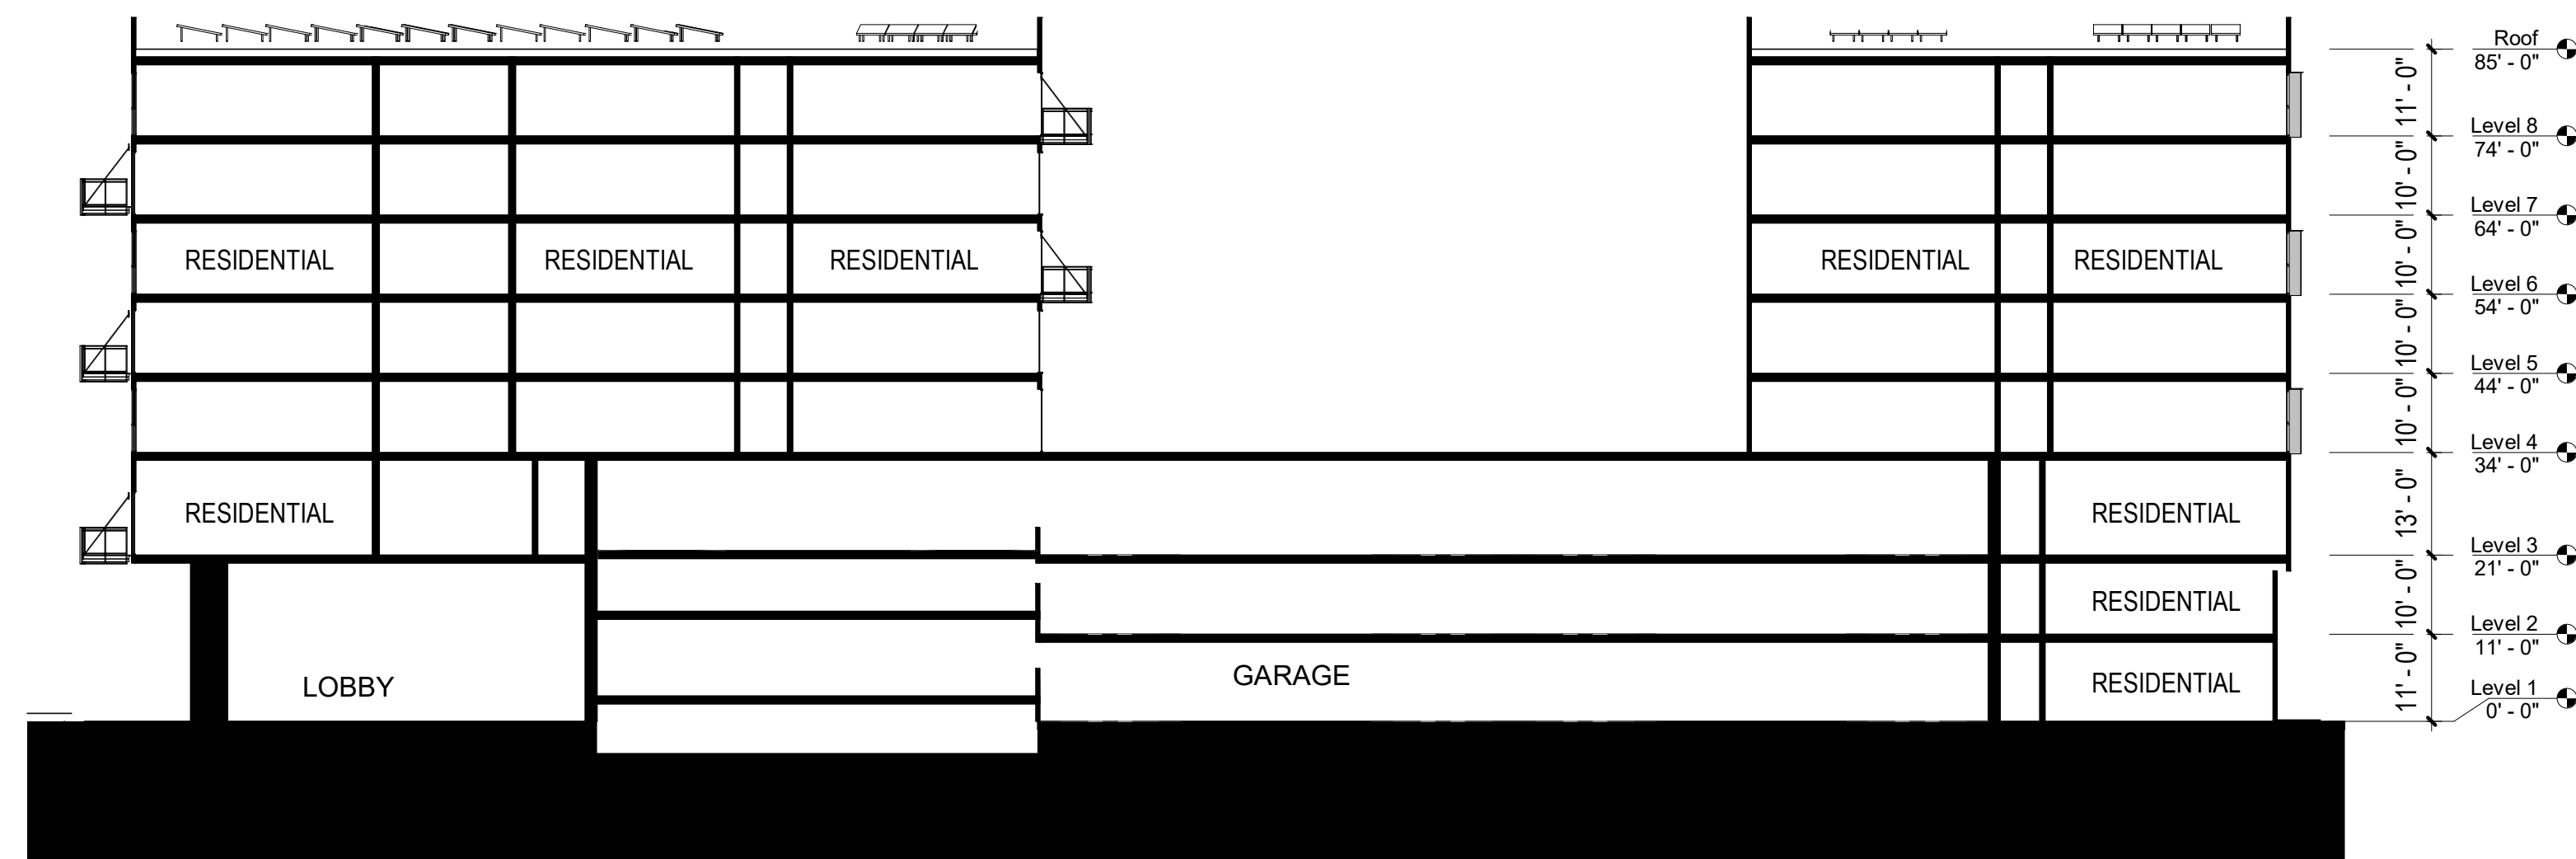 Roof
85' - 0"
11' - 0"
Level 8
74' - 0"
10' - 0"
Level 7
64' - 0"
RESIDENTIAL RESIDENTIAL RESIDENTIAL RESIDENTIAL RESIDENTIAL
10' - 0"
Level 6
54' - 0"
10' - 0"
Level 5
44' - 0"
10' - 0"
Level 4
34' - 0"
RESIDENTIAL RESIDENTIAL
13' - 0"
Level 3
21' - 0"
RESIDENTIAL
10' - 0"
Level 2
11' - 0"
LOBBY GARAGE RESIDENTIAL
11' - 0"
Level 1
0' - 0"